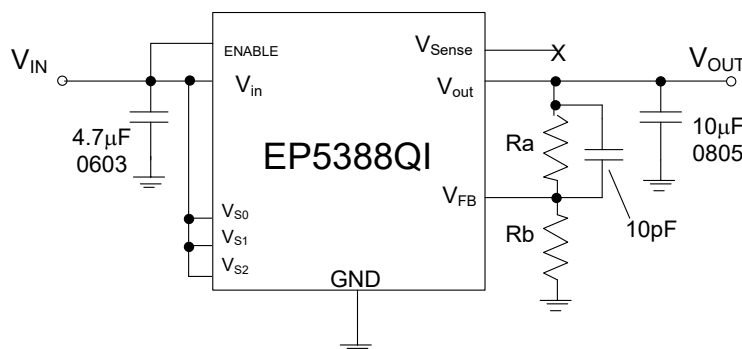 ENABLE
V_Sense
X
V_IN
V_OUT
V_in
V_out
4.7µF
0603
10µF
0805
Ra
EP5388QI
V_FB
10pF
V_S0
V_S1
V_S2
Rb
GND